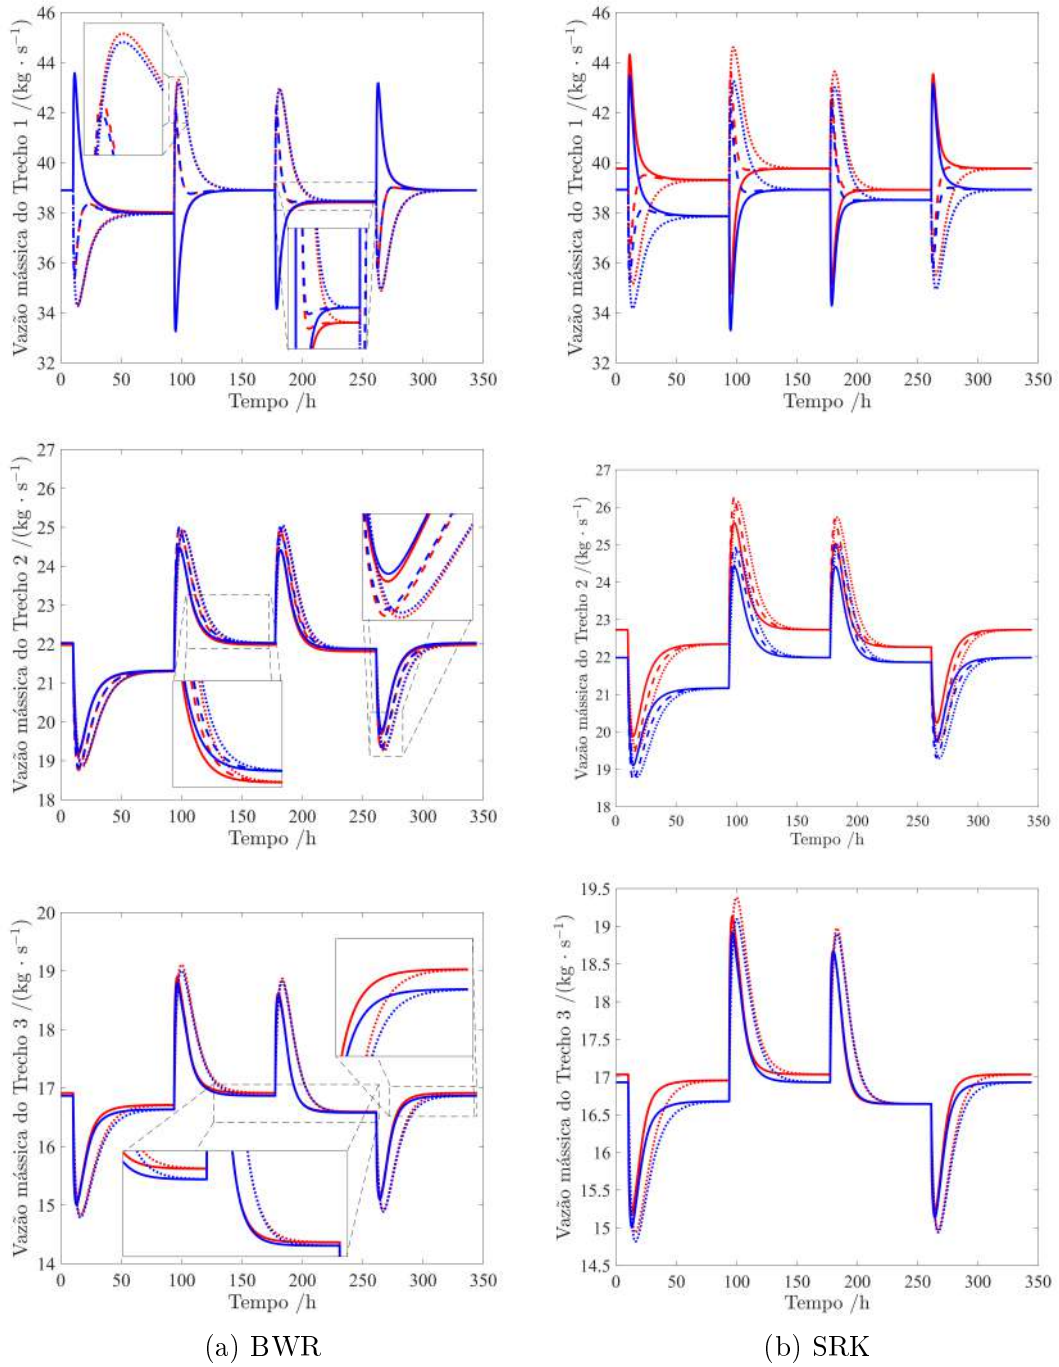 46
44
42
40
38
36
34
32
0 50 100 150 200 250 300 350
Tempo /h
Vazão mássica do Trecho 1 /(kg · s⁻¹)
46
44
42
40
38
36
34
32
0 50 100 150 200 250 300 350
Tempo /h
Vazão mássica do Trecho 1 /(kg · s⁻¹)
27
26
25
24
23
22
21
20
19
18
0 50 100 150 200 250 300 350
Tempo /h
Vazão mássica do Trecho 2 /(kg · s⁻¹)
27
26
25
24
23
22
21
20
19
18
0 50 100 150 200 250 300 350
Tempo /h
Vazão mássica do Trecho 2 /(kg · s⁻¹)
20
19
18
17
16
15
14
0 50 100 150 200 250 300 350
Tempo /h
Vazão mássica do Trecho 3 /(kg · s⁻¹)
19.5
19
18.5
18
17.5
17
16.5
16
15.5
15
14.5
0 50 100 150 200 250 300 350
Tempo /h
Vazão mássica do Trecho 3 /(kg · s⁻¹)
(a) BWR
(b) SRK